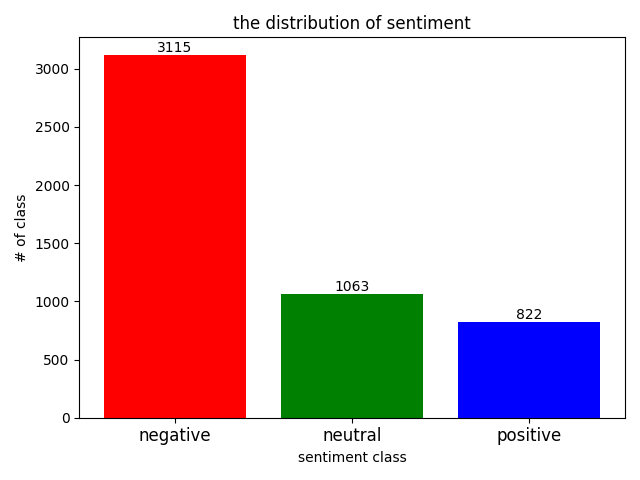 the distribution of sentiment
3115
1063
822
3000
2500
2000
1500
1000
500
0
# of class
negative neutral positive
sentiment class